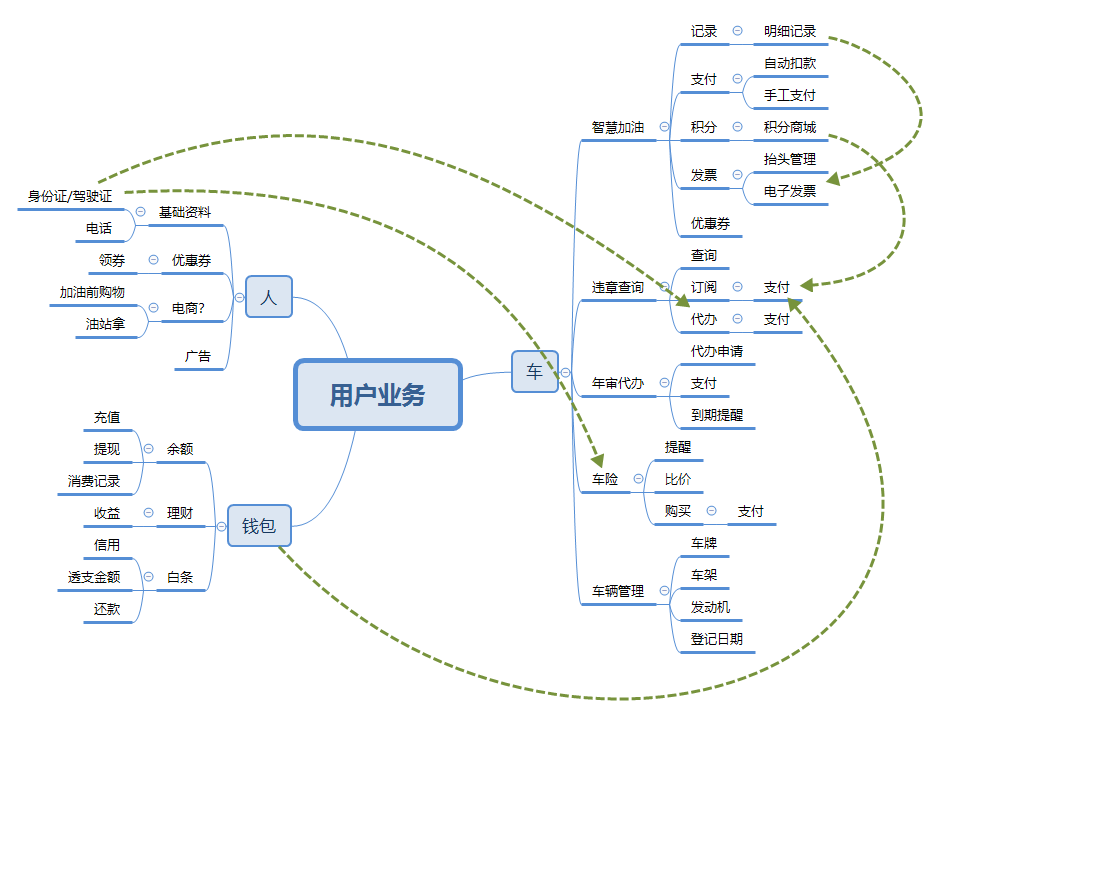 用户业务
人
基础资料
身份证/驾驶证
电话
优惠券
领券
电商？
加油前购物
油站拿
广告
钱包
余额
充值
提现
消费记录
理财
收益
白条
信用
透支金额
还款
车
智慧加油
记录
明细记录
支付
自动扣款
手工支付
积分
积分商城
发票
抬头管理
电子发票
优惠券
违章查询
查询
订阅
支付
代办
支付
年审代办
代办申请
支付
到期提醒
车险
提醒
比价
购买
支付
车辆管理
车牌
车架
发动机
登记日期